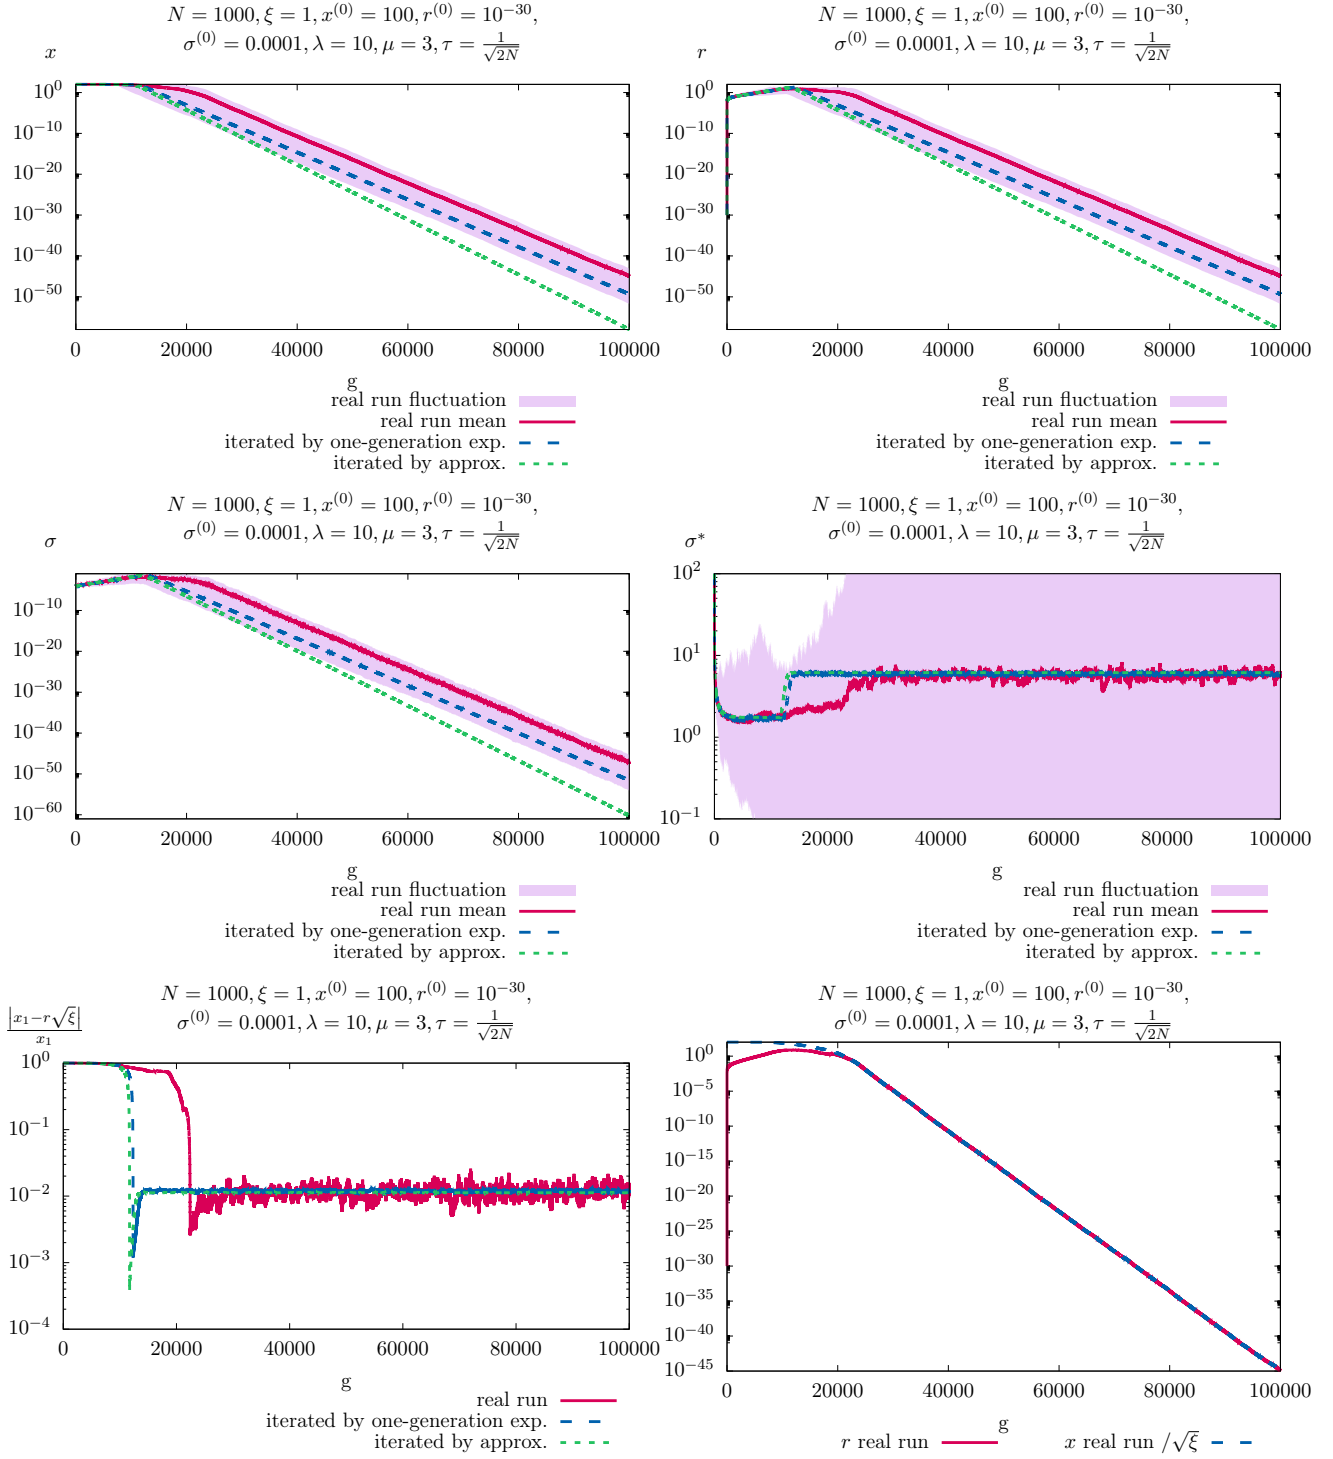 N = 1000, ξ = 1, x^(0) = 100, r^(0) = 10^−30,
σ^(0) = 0.0001, λ = 10, μ = 3, τ = 1/√(2N)
x
10^0
10^−10
10^−20
10^−30
10^−40
10^−50
0 20000 40000 60000 80000 100000
g
real run fluctuation
real run mean
iterated by one-generation exp.
iterated by approx.
N = 1000, ξ = 1, x^(0) = 100, r^(0) = 10^−30,
σ^(0) = 0.0001, λ = 10, μ = 3, τ = 1/√(2N)
r
10^0
10^−10
10^−20
10^−30
10^−40
10^−50
0 20000 40000 60000 80000 100000
g
real run fluctuation
real run mean
iterated by one-generation exp.
iterated by approx.
N = 1000, ξ = 1, x^(0) = 100, r^(0) = 10^−30,
σ^(0) = 0.0001, λ = 10, μ = 3, τ = 1/√(2N)
σ
10^−10
10^−20
10^−30
10^−40
10^−50
10^−60
0 20000 40000 60000 80000 100000
g
real run fluctuation
real run mean
iterated by one-generation exp.
iterated by approx.
N = 1000, ξ = 1, x^(0) = 100, r^(0) = 10^−30,
σ^(0) = 0.0001, λ = 10, μ = 3, τ = 1/√(2N)
σ*
10^2
10^1
10^0
10^−1
0 20000 40000 60000 80000 100000
g
real run fluctuation
real run mean
iterated by one-generation exp.
iterated by approx.
N = 1000, ξ = 1, x^(0) = 100, r^(0) = 10^−30,
σ^(0) = 0.0001, λ = 10, μ = 3, τ = 1/√(2N)
|x₁−r√ξ|/x₁
10^0
10^−1
10^−2
10^−3
10^−4
0 20000 40000 60000 80000 100000
g
real run
iterated by one-generation exp.
iterated by approx.
N = 1000, ξ = 1, x^(0) = 100, r^(0) = 10^−30,
σ^(0) = 0.0001, λ = 10, μ = 3, τ = 1/√(2N)
10^0
10^−5
10^−10
10^−15
10^−20
10^−25
10^−30
10^−35
10^−40
10^−45
0 20000 40000 60000 80000 100000
g
r real run x real run /√ξ